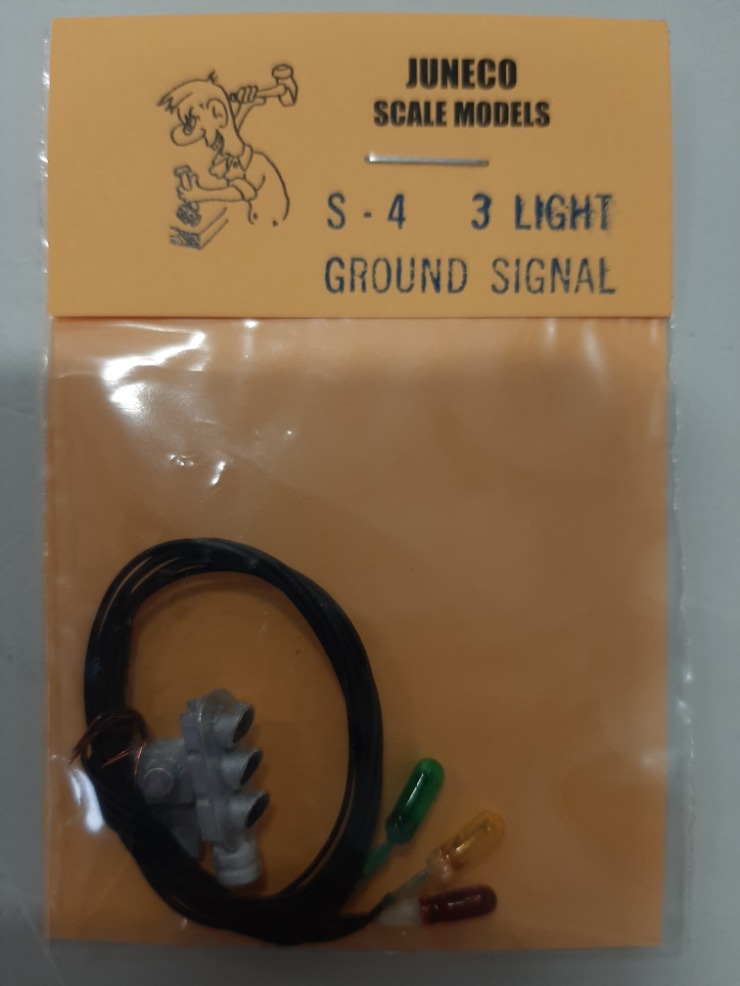 JUNECO
SCALE MODELS
S - 4 3 LIGHT
GROUND SIGNAL